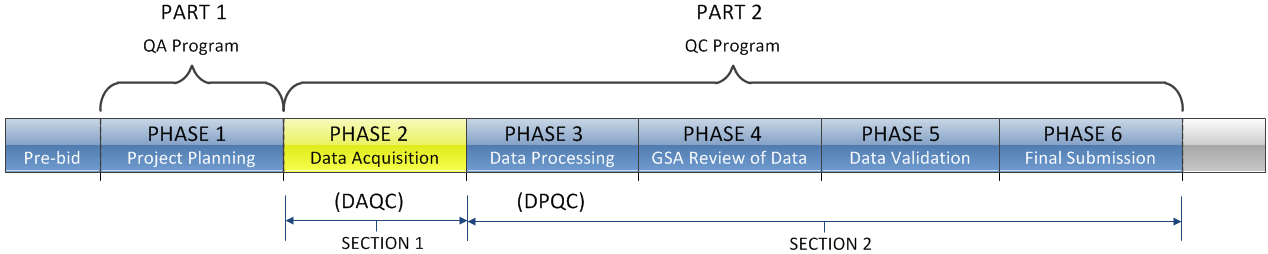 PART 1
PART 2
QA Program
QC Program
PHASE 1
PHASE 2
PHASE 3
PHASE 4
PHASE 5
PHASE 6
Pre-bid
Project Planning
Data Acquisition
Data Processing
GSA Review of Data
Data Validation
Final Submission
(DAQC)
(DPQC)
SECTION 1
SECTION 2